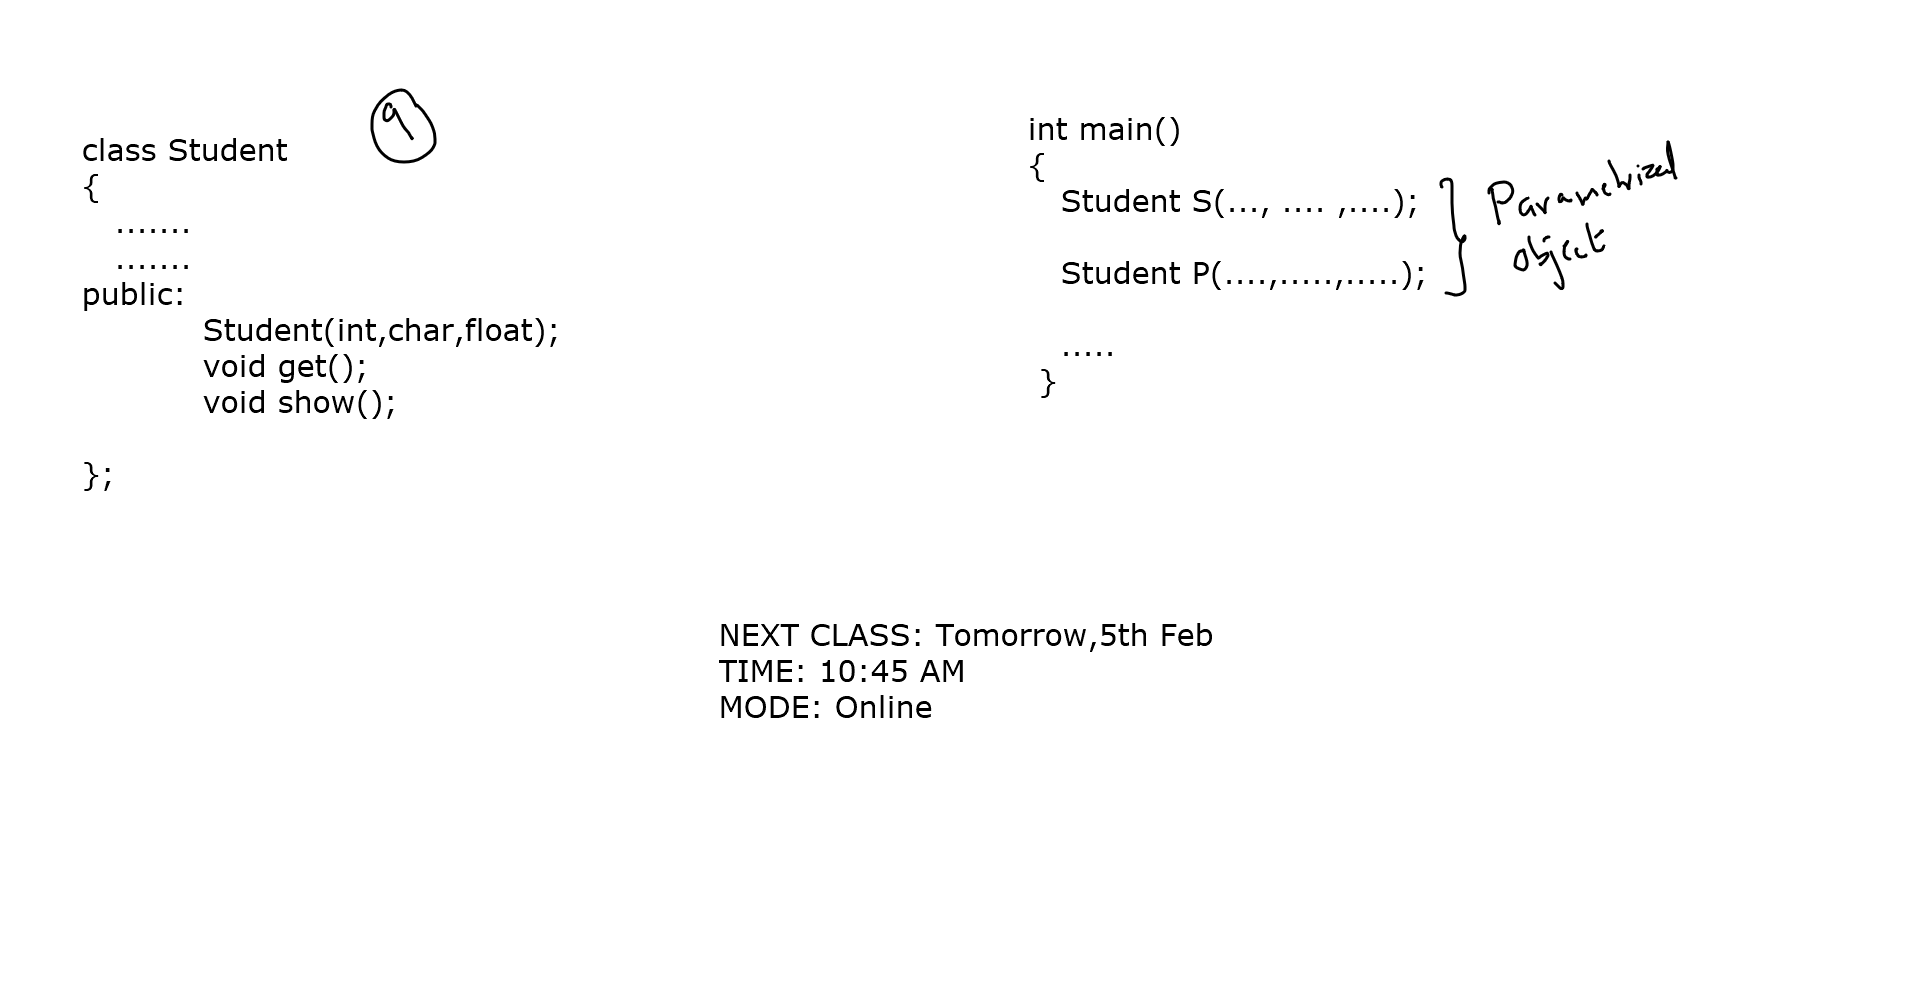 9
class Student
{
.......
.......
public:
Student(int,char,float);
void get();
void show();
};
int main()
{
Student S(..., .... ,....);
Student P(....,.....,.....);
.....
}
Parametrized
object
NEXT CLASS: Tomorrow,5th Feb
TIME: 10:45 AM
MODE: Online